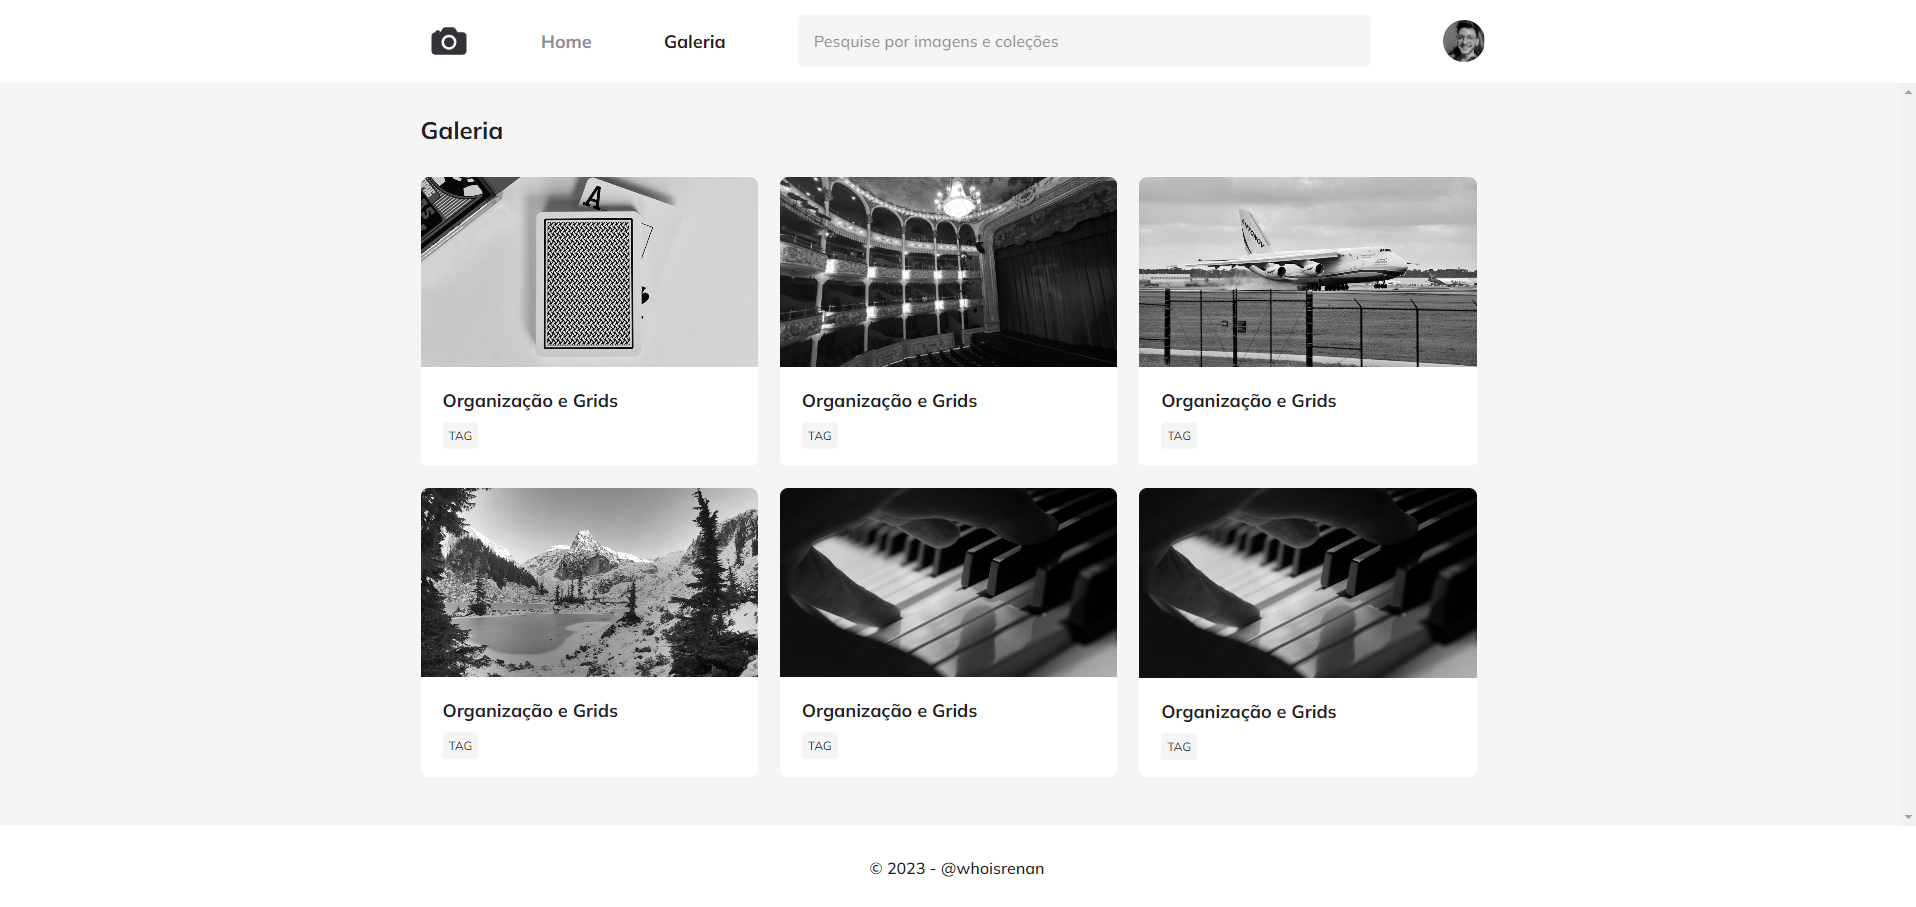 Home
Galeria
Pesquise por imagens e coleções
Galeria
A
ANTONOV
Organização e Grids
TAG
Organização e Grids
TAG
Organização e Grids
TAG
Organização e Grids
TAG
Organização e Grids
TAG
Organização e Grids
TAG
© 2023 - @whoisrenan